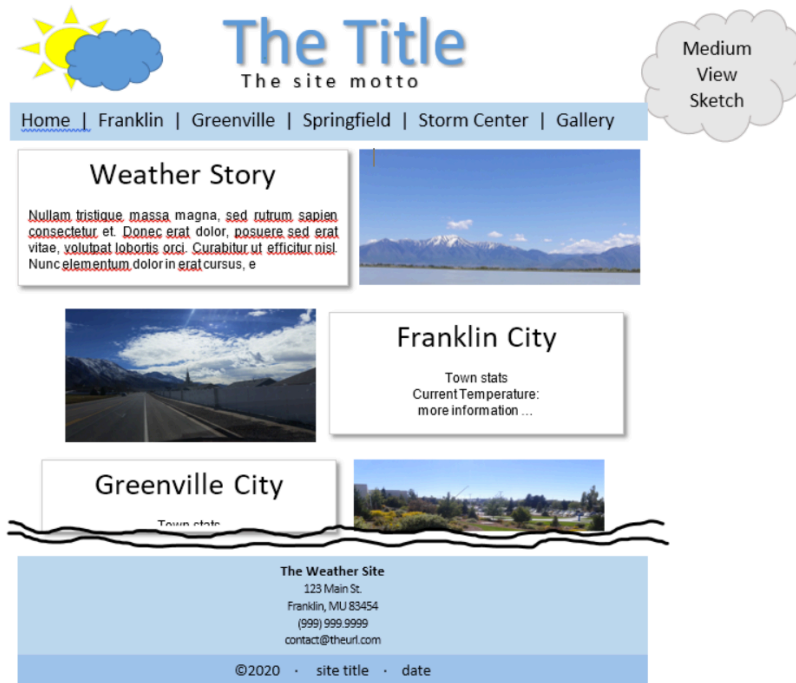 The Title
The site motto
Medium
View
Sketch
Home | Franklin | Greenville | Springfield | Storm Center | Gallery
Weather Story
Nullam tristique massa magna, sed rutrum sapien
consectetur et. Donec erat dolor, posuere sed erat
vitae, volutpat lobortis orci. Curabitur ut efficitur nisl.
Nunc elementum dolor in erat cursus, e
Franklin City
Town stats
Current Temperature:
more information ...
Greenville City
Town stats
The Weather Site
123 Main St.
Franklin, MU 83454
(999) 999.9999
contact@theurl.com
©2020 · site title · date